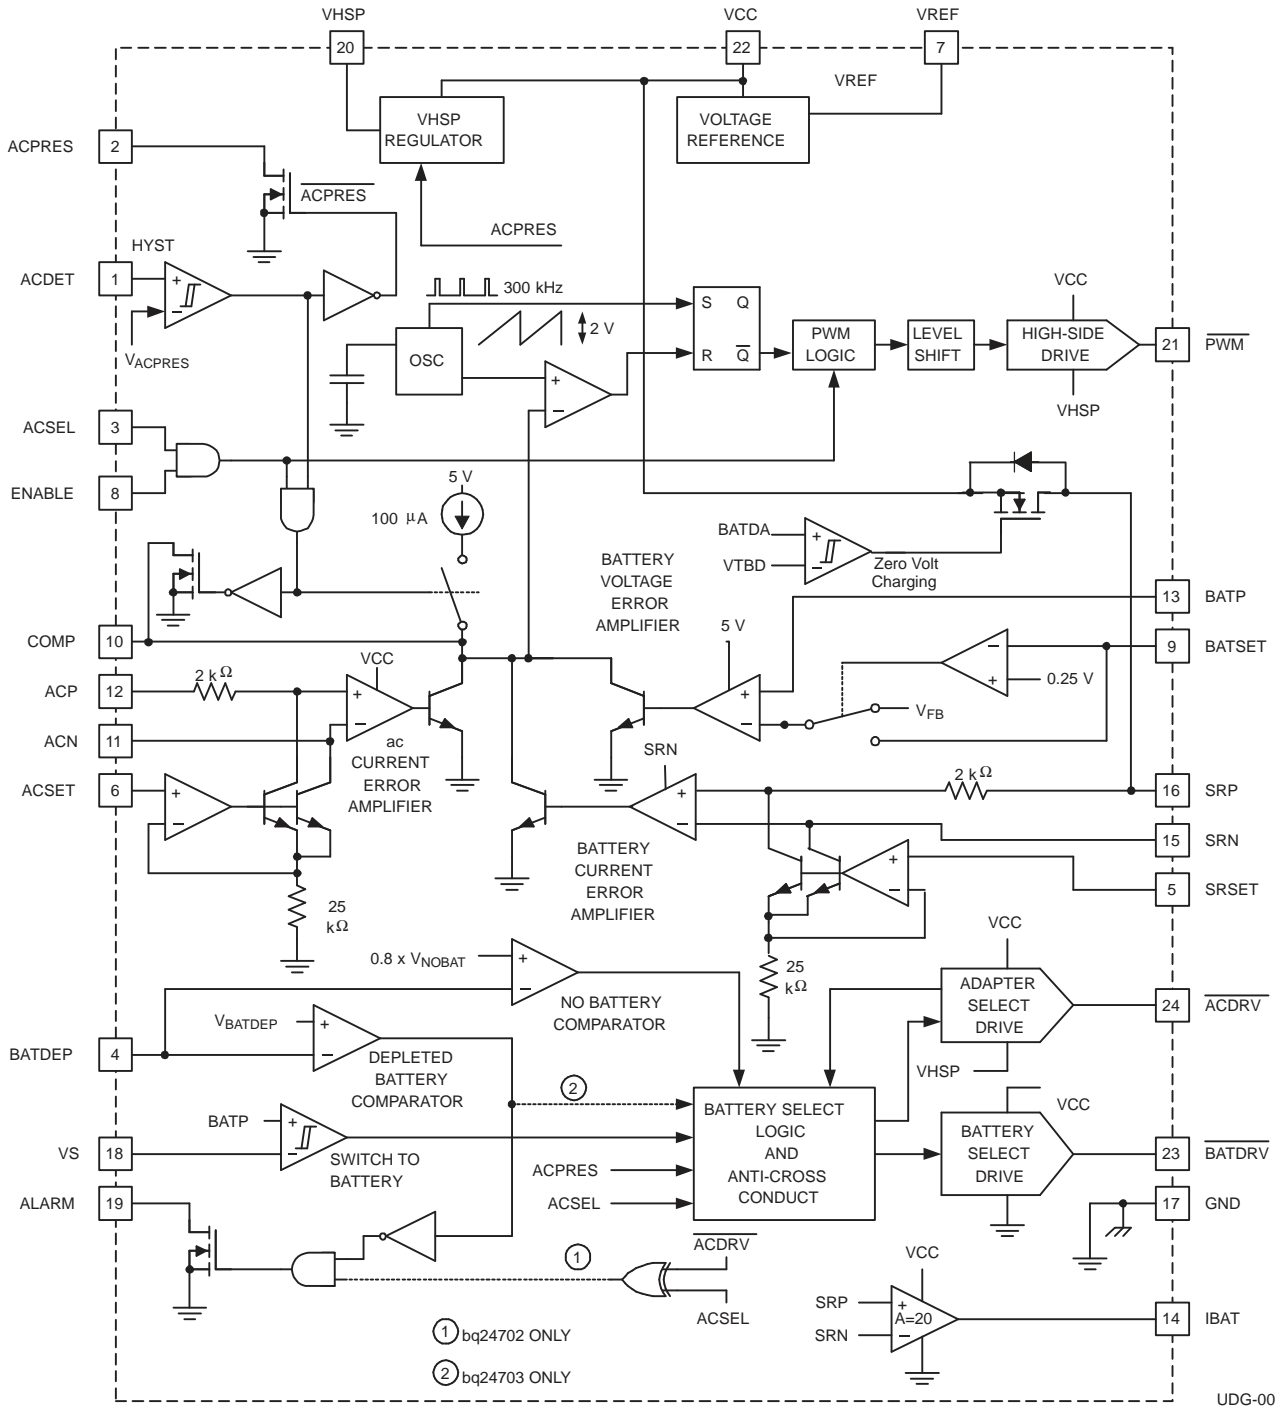 VHSP
VCC
VREF
20
22
7
VREF
VHSP
REGULATOR
VOLTAGE
REFERENCE
ACPRES
2
ACPRES
ACPRES
HYST
ACDET
1
+
−
VACPRES
300 kHz
2 V
OSC
+
−
S
Q
R
Q
PWM
LOGIC
LEVEL
SHIFT
VCC
HIGH-SIDE
DRIVE
VHSP
21
PWM
ACSEL
3
ENABLE
8
5 V
100 μA
BATDA
VTBD
+
−
Zero Volt
Charging
BATTERY
VOLTAGE
ERROR
AMPLIFIER
13
BATP
COMP
10
5 V
+
−
−
+
0.25 V
9
BATSET
VFB
ACP
12
2 kΩ
VCC
+
−
ACN
11
ac
CURRENT
ERROR
AMPLIFIER
ACSET
6
+
−
SRN
+
−
2 kΩ
16
SRP
15
SRN
BATTERY
CURRENT
ERROR
AMPLIFIER
+
−
5
SRSET
25
kΩ
25
kΩ
0.8 x VNOBAT
+
−
NO BATTERY
COMPARATOR
VCC
ADAPTER
SELECT
DRIVE
VHSP
24
ACDRV
VBATDEP
+
−
BATDEP
4
DEPLETED
BATTERY
COMPARATOR
2
BATTERY SELECT
LOGIC
AND
ANTI-CROSS
CONDUCT
VCC
BATTERY
SELECT
DRIVE
23
BATDRV
BATP
+
−
VS
18
SWITCH TO
BATTERY
ACPRES
ACSEL
ALARM
19
17
GND
1
ACDRV
ACSEL
VCC
SRP
SRN
+
A=20
−
14
IBAT
1 bq24702 ONLY
2 bq24703 ONLY
UDG-00